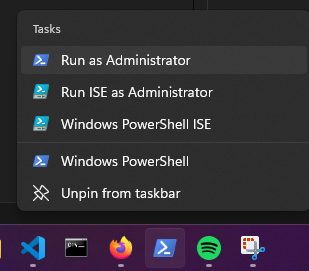 Tasks
Run as Administrator
Run ISE as Administrator
Windows PowerShell ISE
Windows PowerShell
Unpin from taskbar